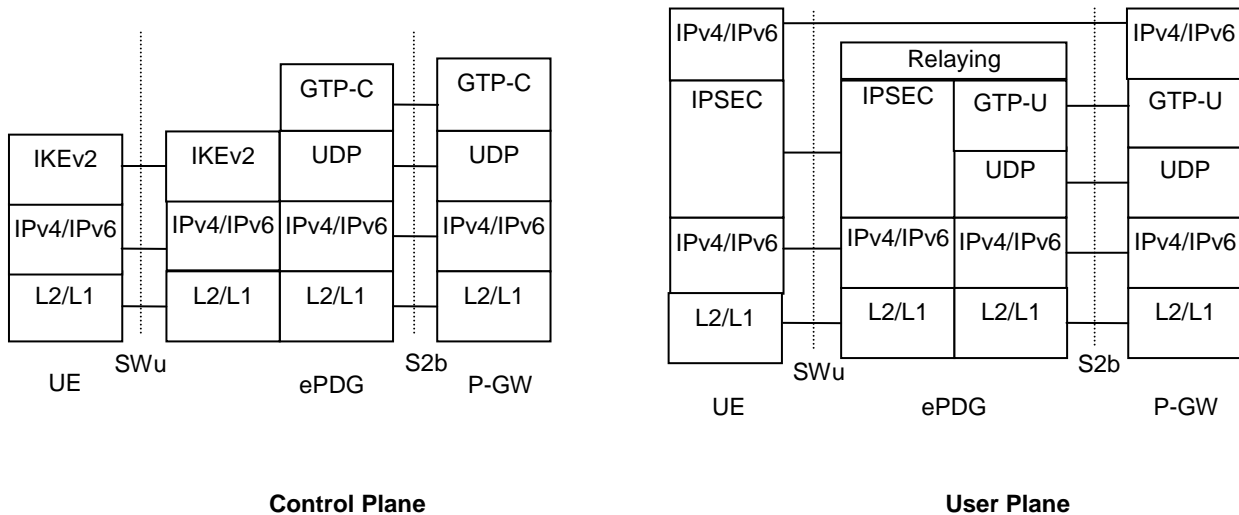 GTP-C
GTP-C
IKEv2
IKEv2
UDP
UDP
IPv4/IPv6
IPv4/IPv6
IPv4/IPv6
IPv4/IPv6
L2/L1
L2/L1
L2/L1
L2/L1
SWu
S2b
UE
ePDG
P-GW
Control Plane
IPv4/IPv6
IPv4/IPv6
Relaying
IPSEC
IPSEC
GTP-U
GTP-U
UDP
UDP
IPv4/IPv6
IPv4/IPv6
IPv4/IPv6
IPv4/IPv6
L2/L1
L2/L1
L2/L1
L2/L1
SWu
S2b
UE
ePDG
P-GW
User Plane